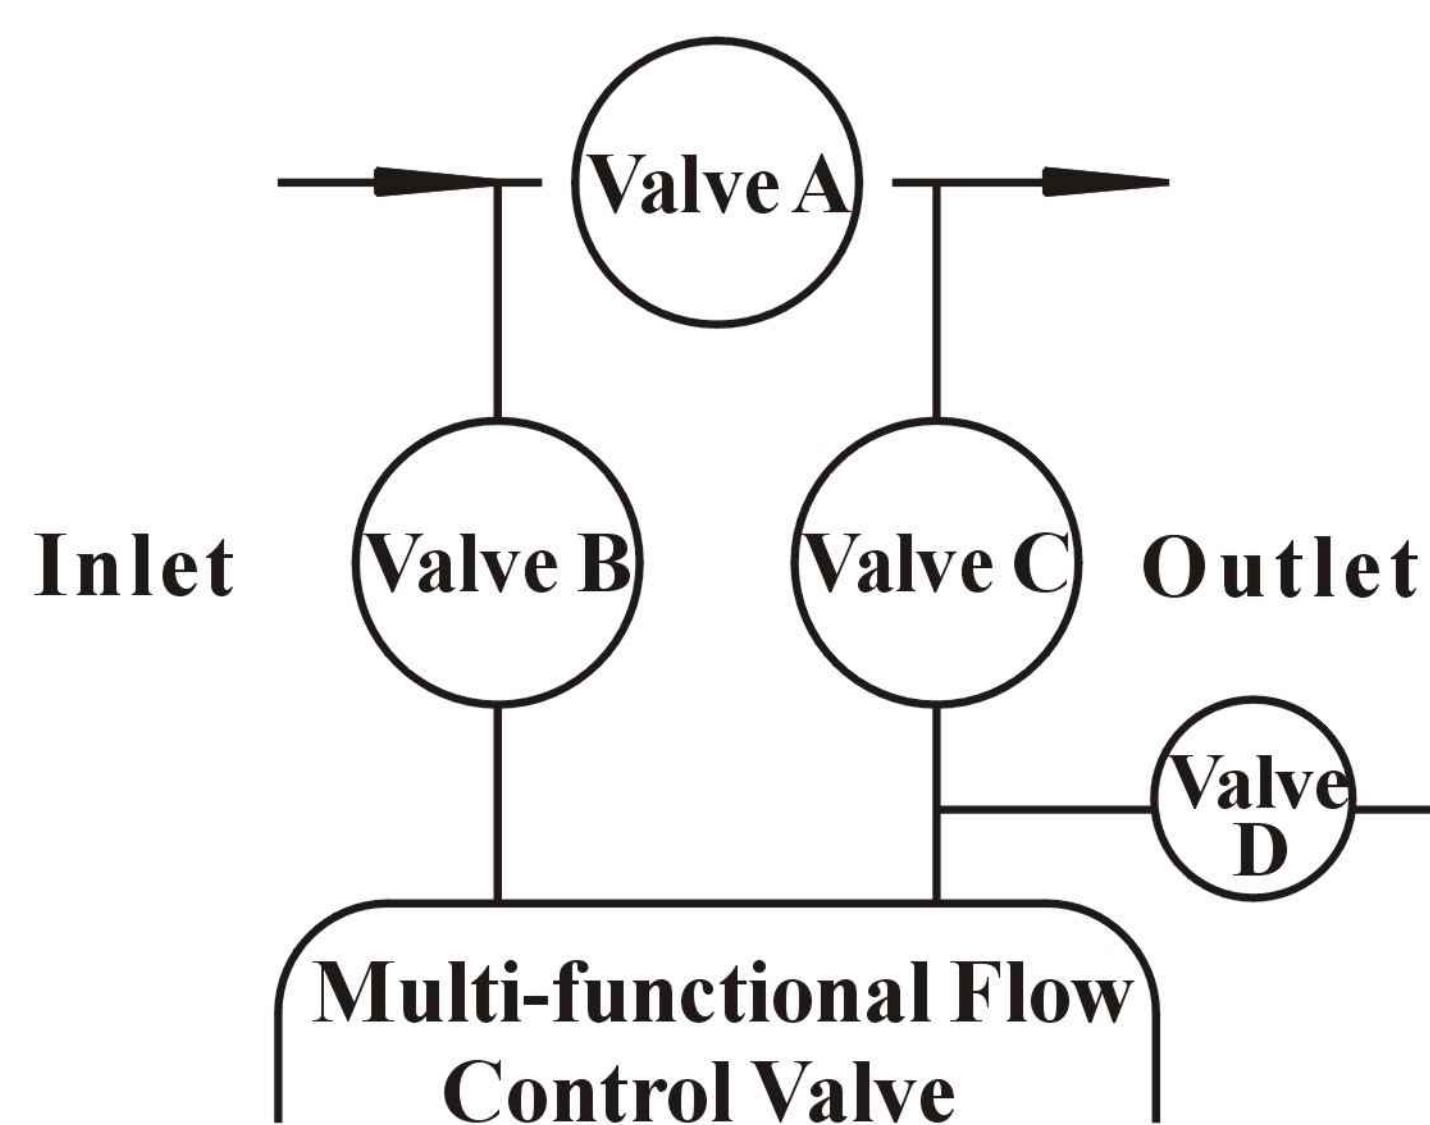 Valve A
Inlet
Valve B
Valve C
Outlet
Valve
D
Multi-functional Flow
Control Valve